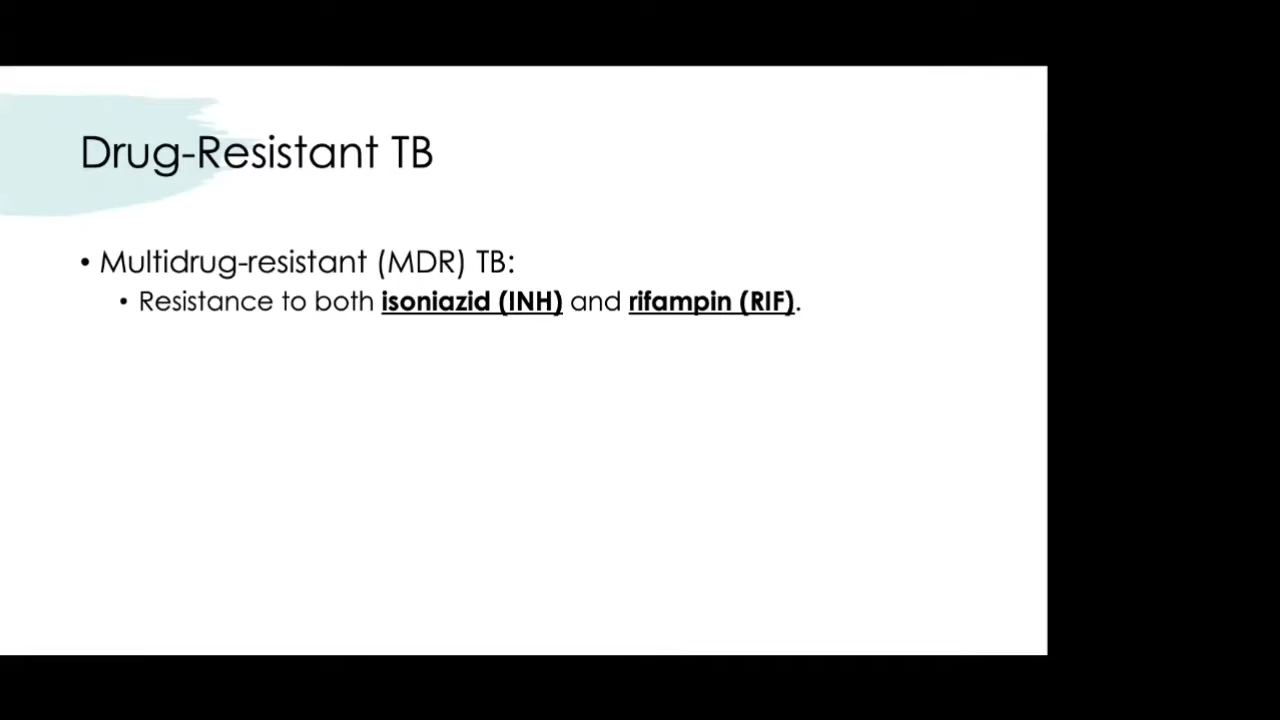 Drug-Resistant TB
• Multidrug-resistant (MDR) TB:
• Resistance to both isoniazid (INH) and rifampin (RIF).